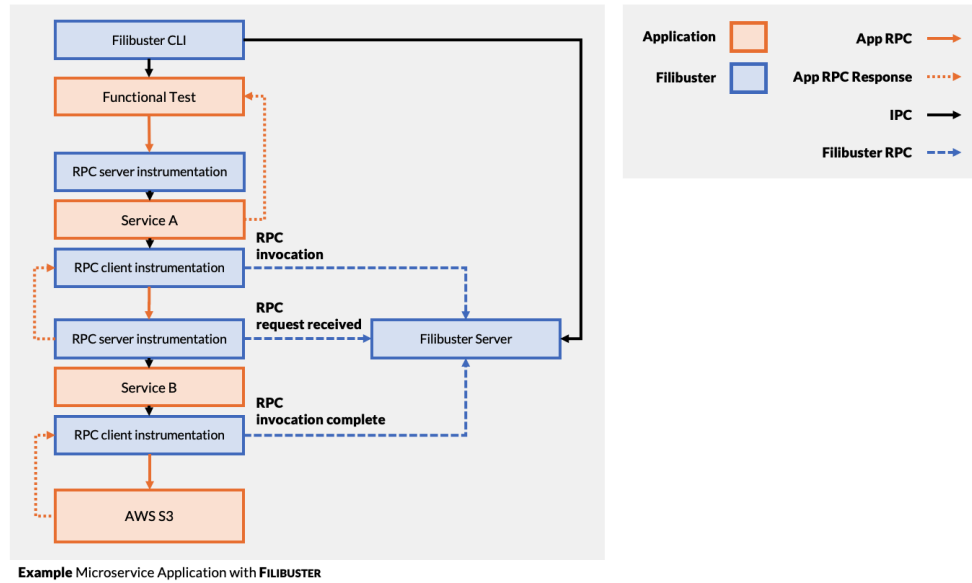 Filibuster CLI
Functional Test
RPC server instrumentation
Service A
RPC client instrumentation
RPC server instrumentation
Service B
RPC client instrumentation
AWS S3
RPC
invocation
RPC
request received
RPC
invocation complete
Filibuster Server
Application
Filibuster
App RPC
App RPC Response
IPC
Filibuster RPC
Example Microservice Application with FILIBUSTER